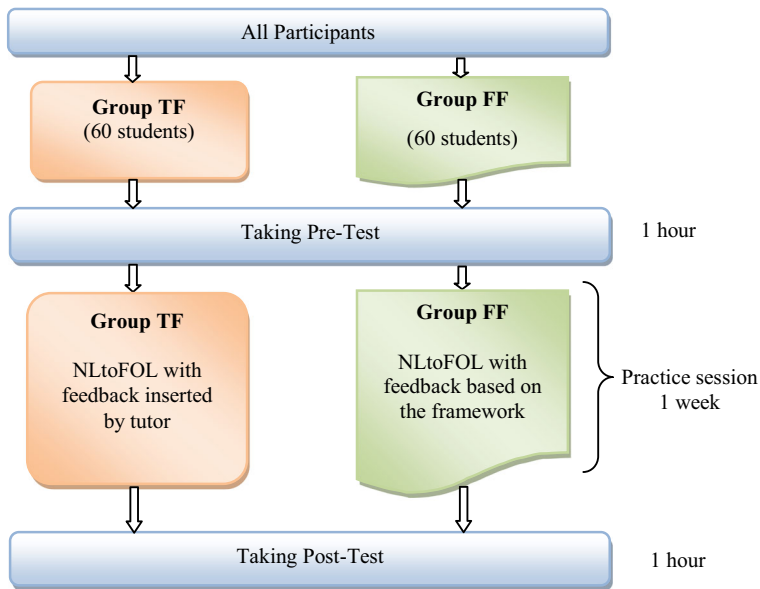 All Participants
Group TF
(60 students)
Group FF
(60 students)
Taking Pre-Test
1 hour
Group TF
NLtoFOL with
feedback inserted
by tutor
Group FF
NLtoFOL with
feedback based on
the framework
Practice session
1 week
Taking Post-Test
1 hour